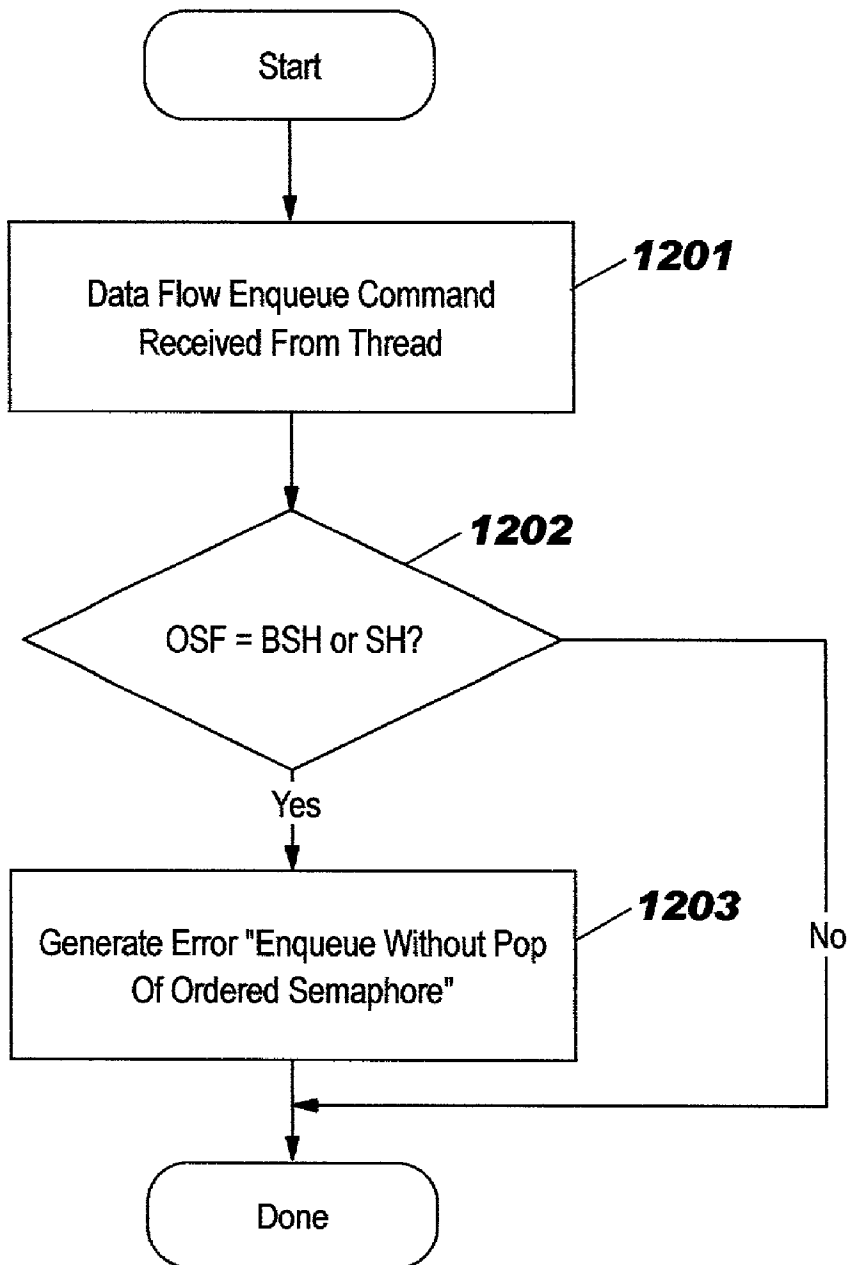 Start
1201
Data Flow Enqueue Command
Received From Thread
1202
OSF = BSH or SH?
Yes
1203
Generate Error "Enqueue Without Pop
Of Ordered Semaphore"
No
Done